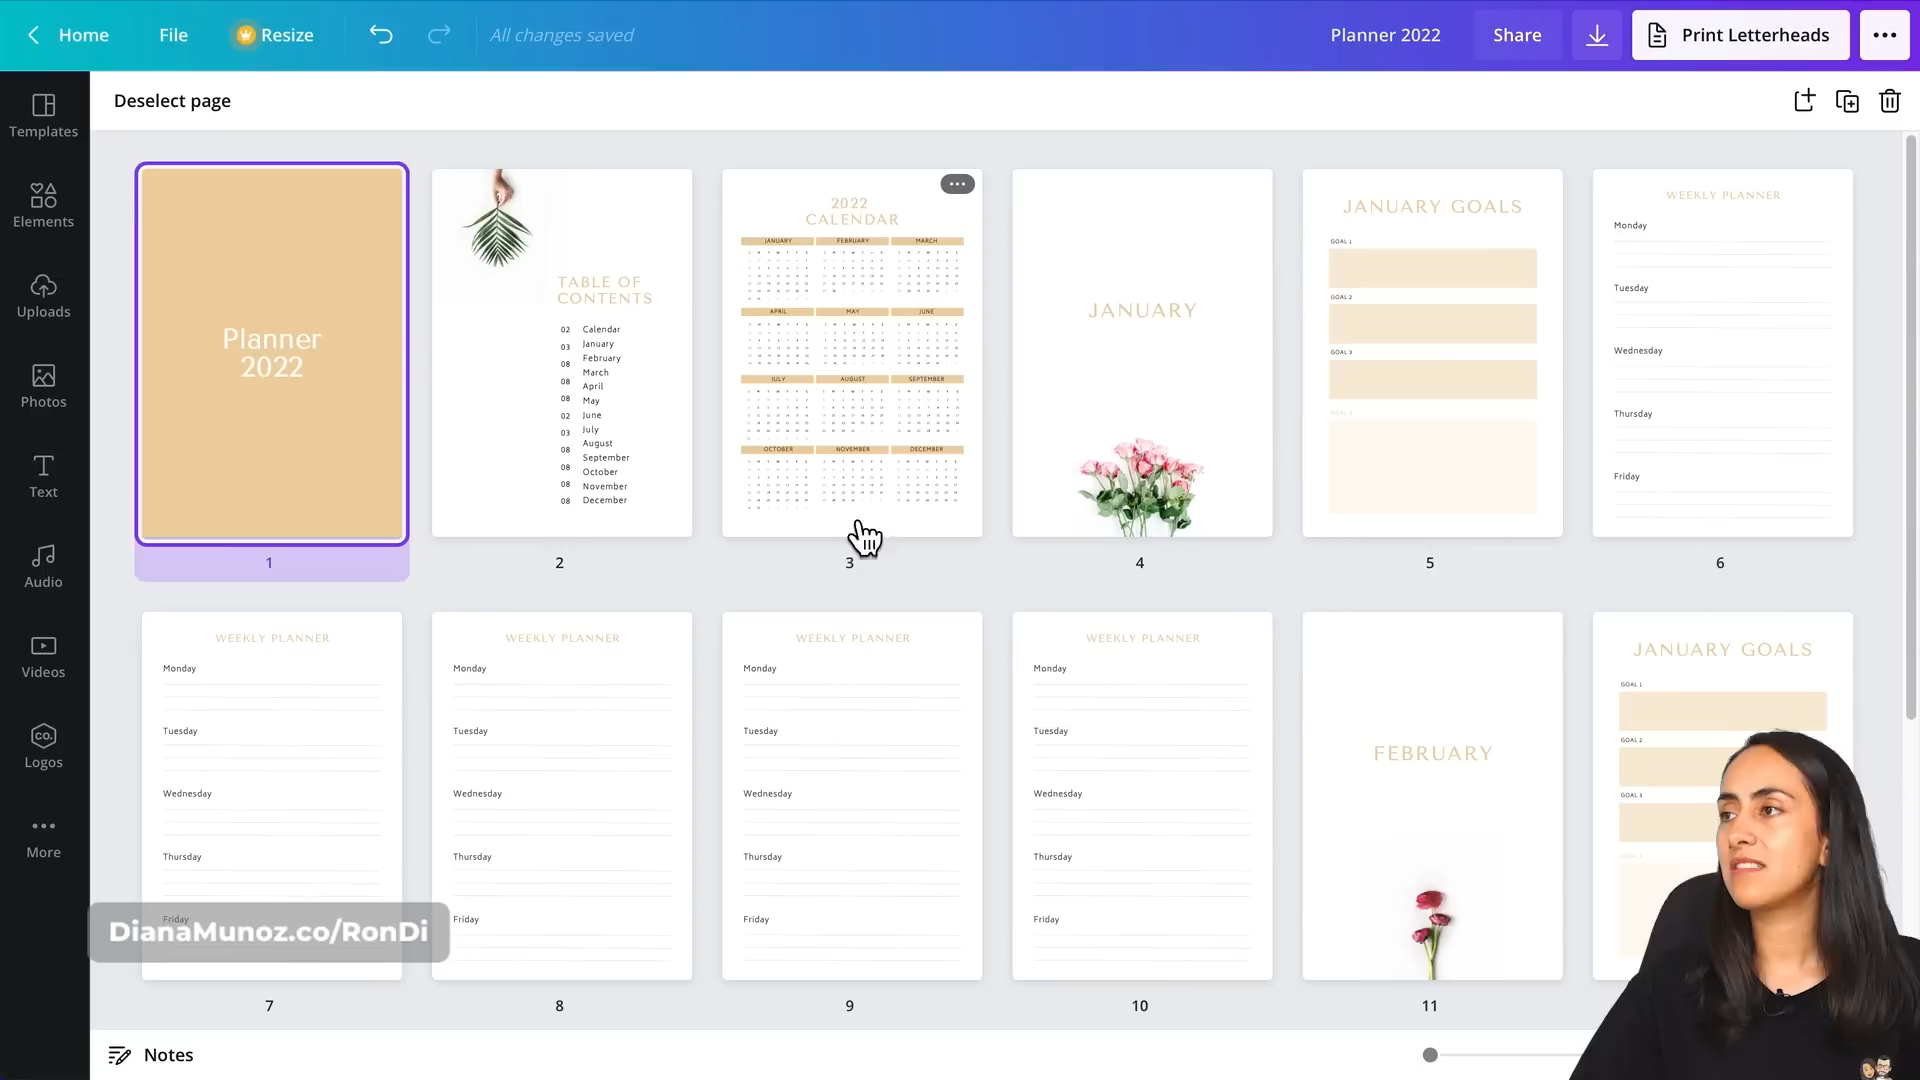 Home
File
Resize
All changes saved
Planner 2022
Share
Print Letterheads
Deselect page
Templates
Elements
Uploads
Photos
Text
Audio
Videos
Logos
CO.
More
Planner
2022
1
TABLE OF
CONTENTS
02 Calendar
03 January
08 February
08 March
08 April
02 May
03 June
08 July
08 August
08 September
08 October
November
December
2
2022
CALENDAR
JANUARY FEBRUARY MARCH
APRIL MAY JUNE
JULY AUGUST SEPTEMBER
OCTOBER NOVEMBER DECEMBER
3
JANUARY
4
JANUARY GOALS
GOAL 1
GOAL 2
GOAL 3
GOAL
5
WEEKLY PLANNER
Monday
Tuesday
Wednesday
Thursday
Friday
6
WEEKLY PLANNER
Monday
Tuesday
Wednesday
Thursday
Friday
7
WEEKLY PLANNER
Monday
Tuesday
Wednesday
Thursday
Friday
8
WEEKLY PLANNER
Monday
Tuesday
Wednesday
Thursday
Friday
9
WEEKLY PLANNER
Monday
Tuesday
Wednesday
Thursday
Friday
10
FEBRUARY
11
JANUARY GOALS
GOAL 1
GOAL 2
GOAL 3
DianaMunoz.co/RonDi
Notes